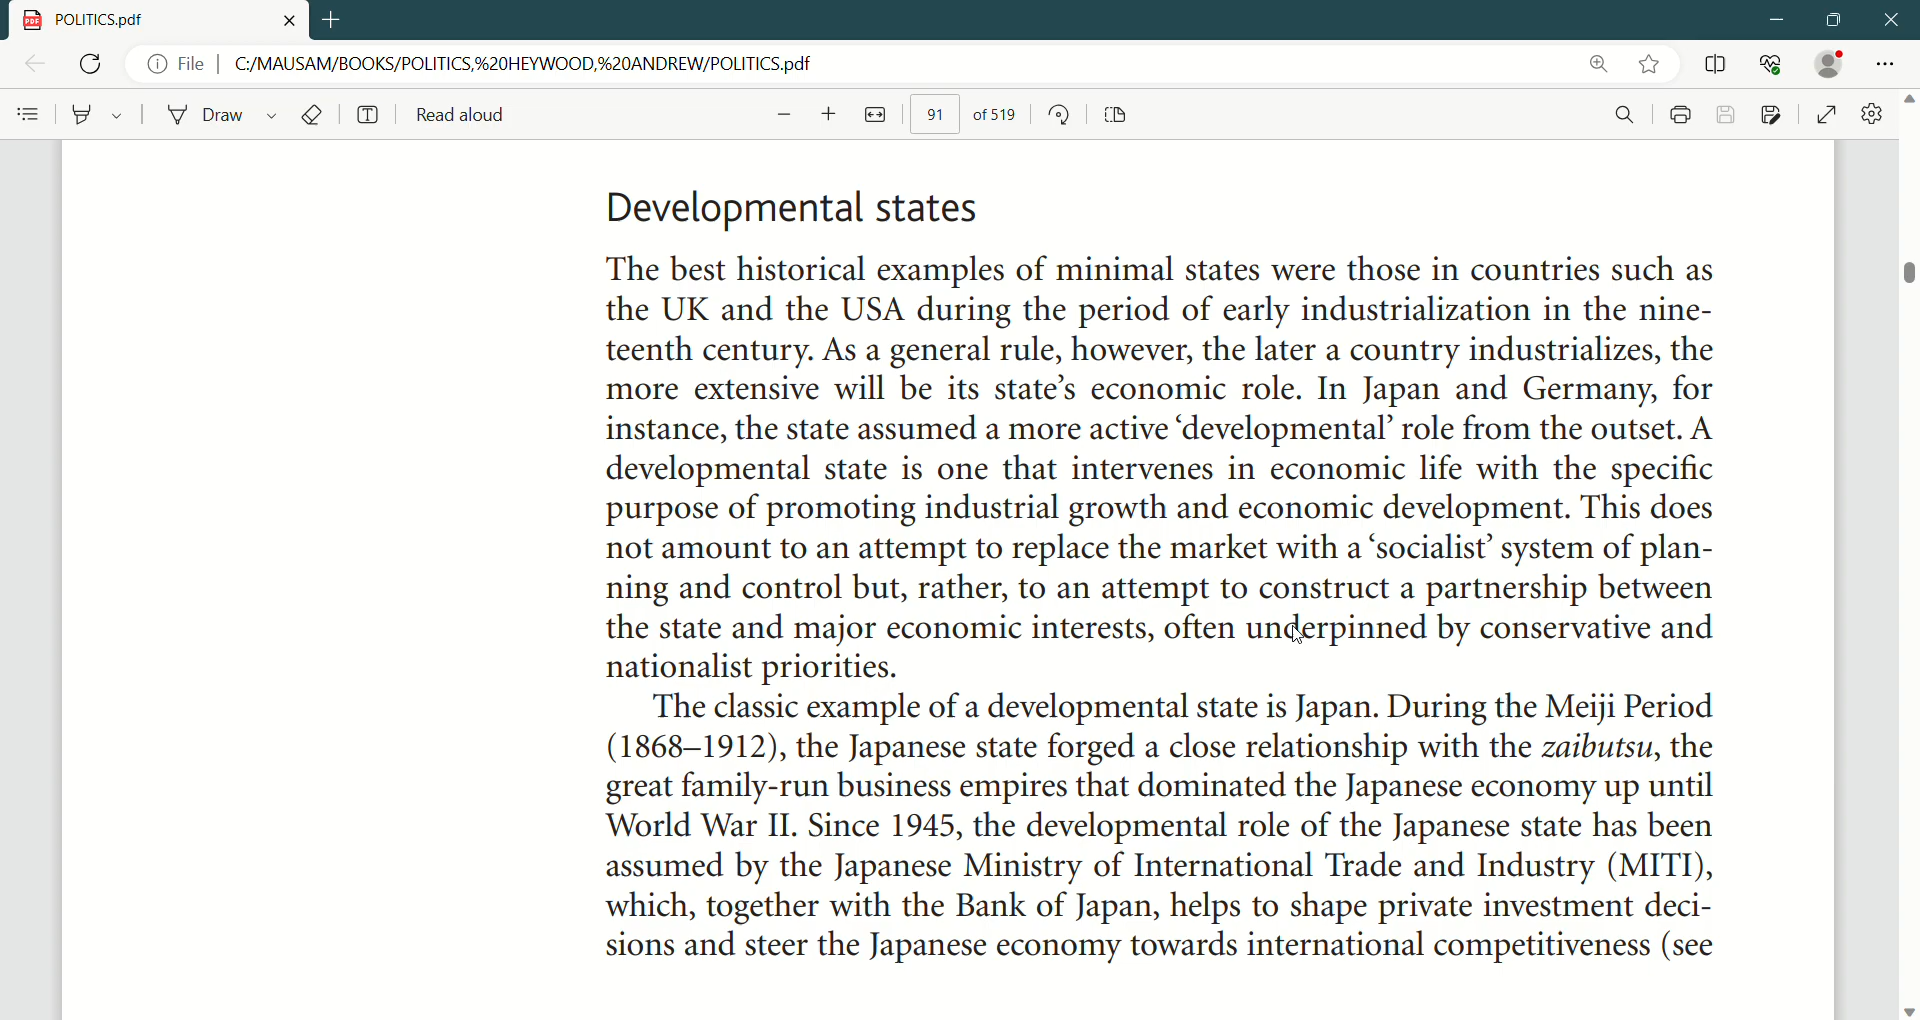 POLITICS.pdf
File | C:/MAUSAM/BOOKS/POLITICS,%20HEYWOOD,%20ANDREW/POLITICS.pdf
Draw
Read aloud
91 of 519
Developmental states
The best historical examples of minimal states were those in countries such as
the UK and the USA during the period of early industrialization in the nine-
teenth century. As a general rule, however, the later a country industrializes, the
more extensive will be its state’s economic role. In Japan and Germany, for
instance, the state assumed a more active ‘developmental’ role from the outset. A
developmental state is one that intervenes in economic life with the specific
purpose of promoting industrial growth and economic development. This does
not amount to an attempt to replace the market with a ‘socialist’ system of plan-
ning and control but, rather, to an attempt to construct a partnership between
the state and major economic interests, often underpinned by conservative and
nationalist priorities.
The classic example of a developmental state is Japan. During the Meiji Period
(1868–1912), the Japanese state forged a close relationship with the zaibutsu, the
great family-run business empires that dominated the Japanese economy up until
World War II. Since 1945, the developmental role of the Japanese state has been
assumed by the Japanese Ministry of International Trade and Industry (MITI),
which, together with the Bank of Japan, helps to shape private investment deci-
sions and steer the Japanese economy towards international competitiveness (see